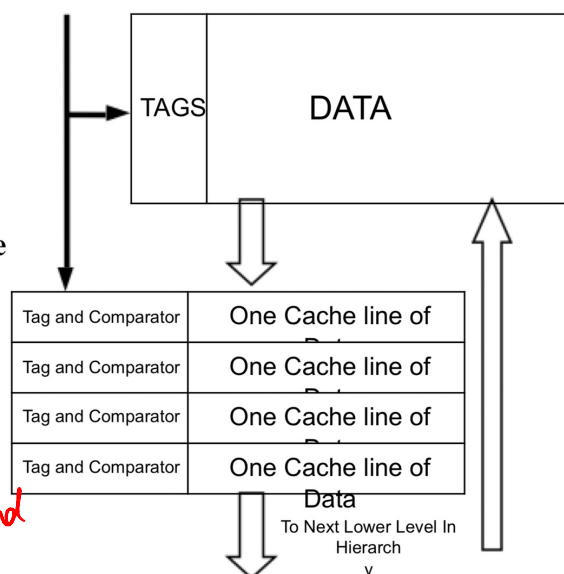 TAGS DATA
e
Tag and Comparator One Cache line of
Tag and Comparator One Cache line of
Tag and Comparator One Cache line of
Tag and Comparator One Cache line of
Data
To Next Lower Level In
Hierarch
y